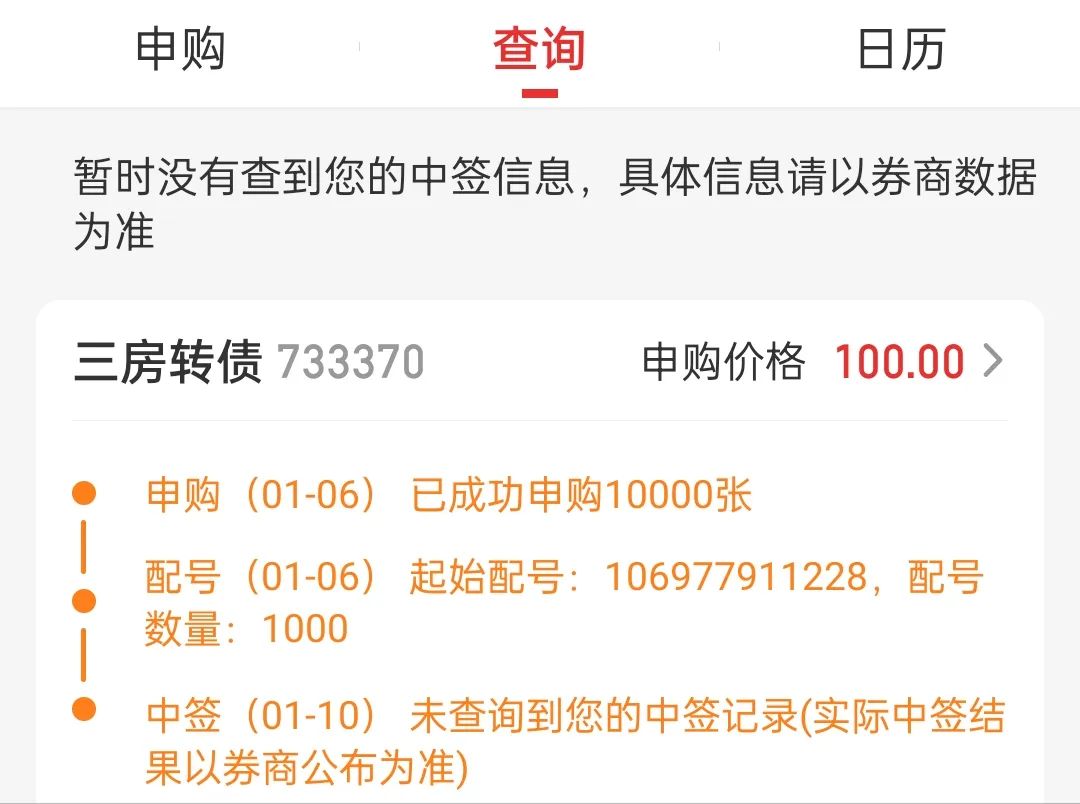 申购
查询
日历
暂时没有查到您的中签信息，具体信息请以券商数据
为准
三房转债 733370 申购价格 100.00
申购（01-06） 已成功申购10000张
配号（01-06） 起始配号：106977911228，配号
数量：1000
中签（01-10） 未查询到您的中签记录(实际中签结
果以券商公布为准)